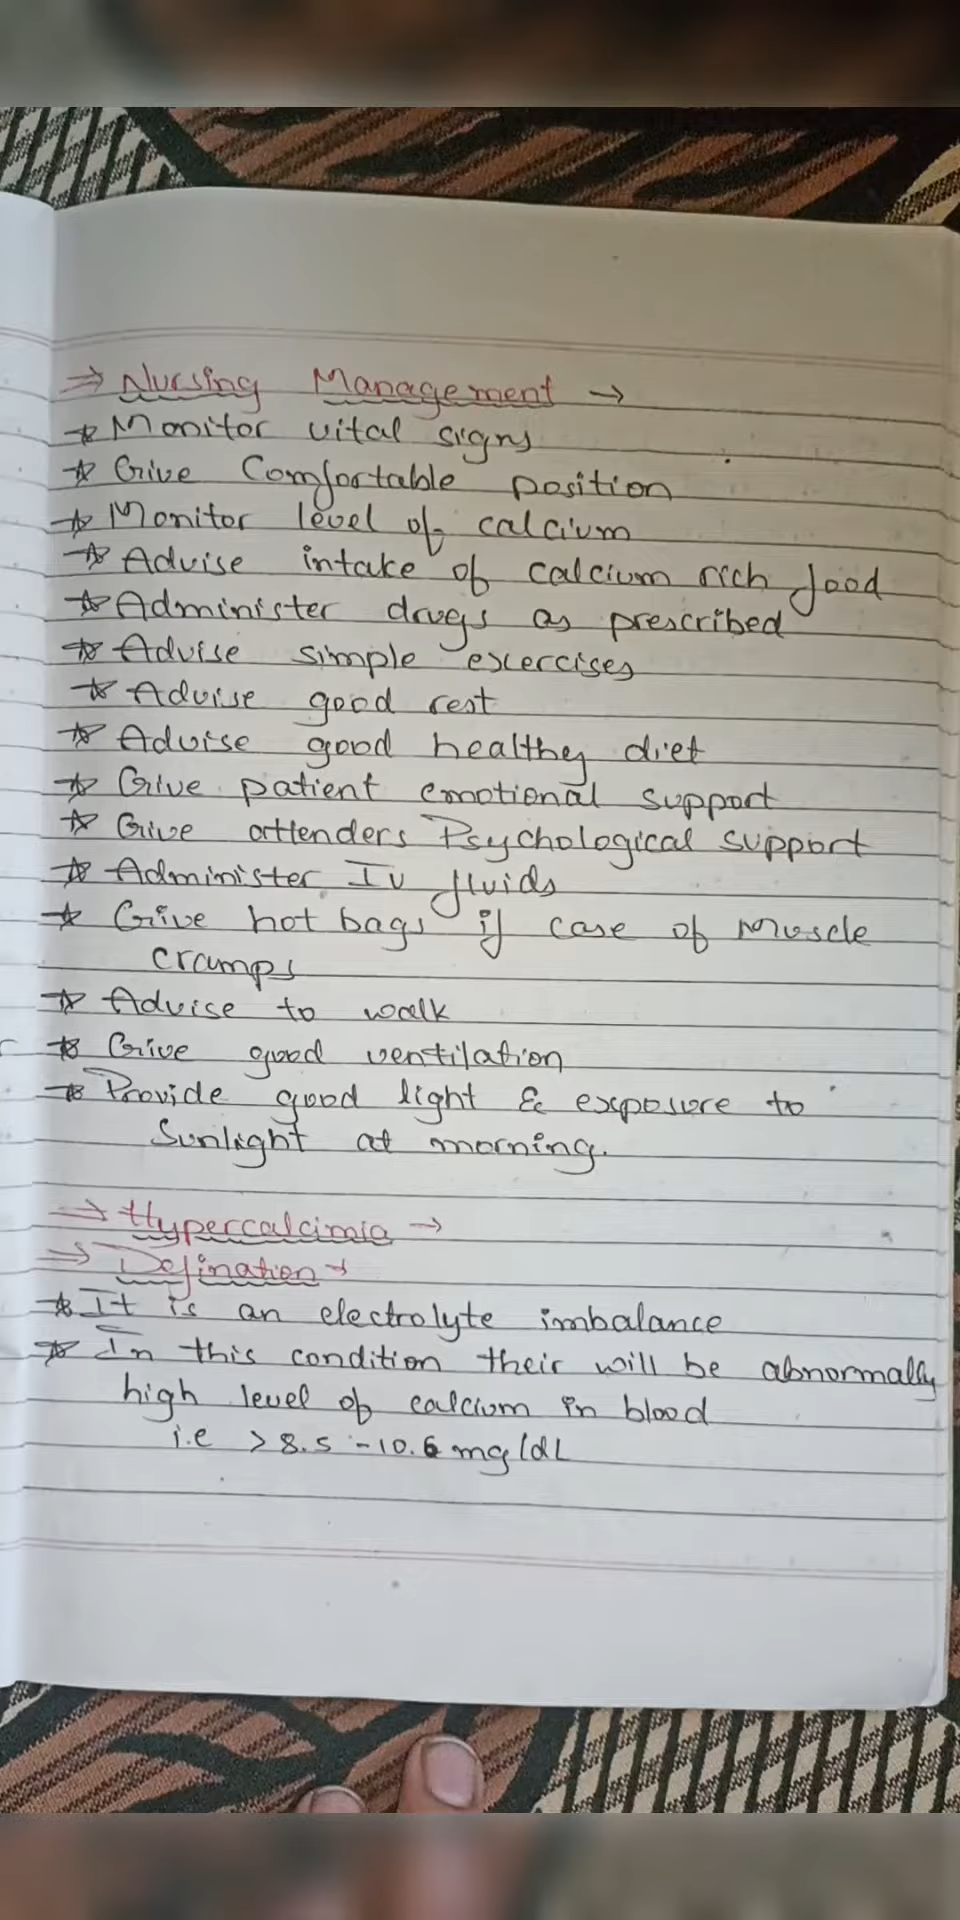 ⇒ Nursing Management →
☆ Monitor vital signs
☆ Give Comfortable position
☆ Monitor level of calcium
☆ Advise intake of calcium rich food
☆ Administer drugs as prescribed
☆ Advise simple exercises
☆ Advise good rest
☆ Advise good healthy diet
☆ Give patient emotional support
☆ Give attenders Psychological support
☆ Administer IV fluids
☆ Give hot bags if case of Muscle
cramps
☆ Advise to walk
☆ Give good ventilation
☆ Provide good light & exposure to
Sunlight at morning.
⇒ Hypercalcimia →
⇒ Defination →
☆ It is an electrolyte imbalance
☆ In this condition their will be abnormally
high level of calcium in blood
i.e > 8.5 - 10.6 mg/dL